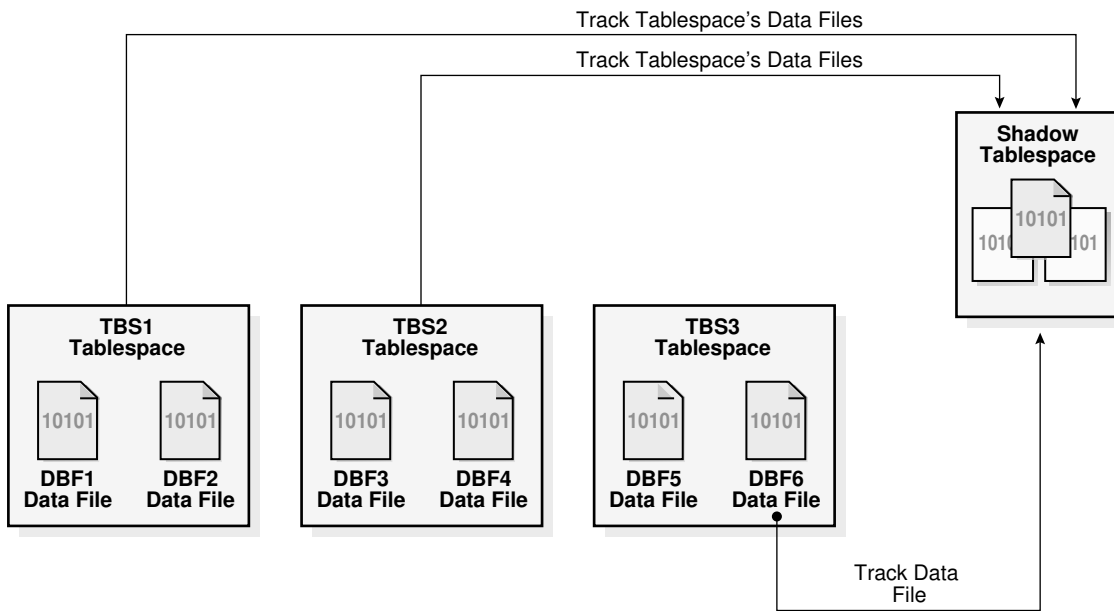 Track Tablespace's Data Files
Track Tablespace's Data Files
Shadow
Tablespace
10101
TBS1
Tablespace
10101
10101
DBF1
Data File
DBF2
Data File
TBS2
Tablespace
10101
10101
DBF3
Data File
DBF4
Data File
TBS3
Tablespace
10101
10101
DBF5
Data File
DBF6
Data File
Track Data
File